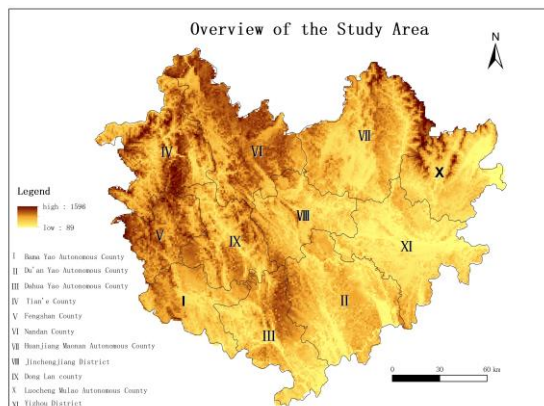 Overview of the Study Area
N
IV
VI
VII
X
V
IX
VIII
XI
I
II
III
Legend
high : 1596
low : 89
I Bama Yao Autonomous County
II Du'an Yao Autonomous County
III Dahua Yao Autonomous County
IV Tian'e County
V Fengshan County
VI Nandan County
VII Huanjiang Maonan Autonomous County
VIII Jinchengjiang District
IX Dong Lan county
X Luocheng Mulao Autonomous County
XI Yizhou District
0 30 60 km